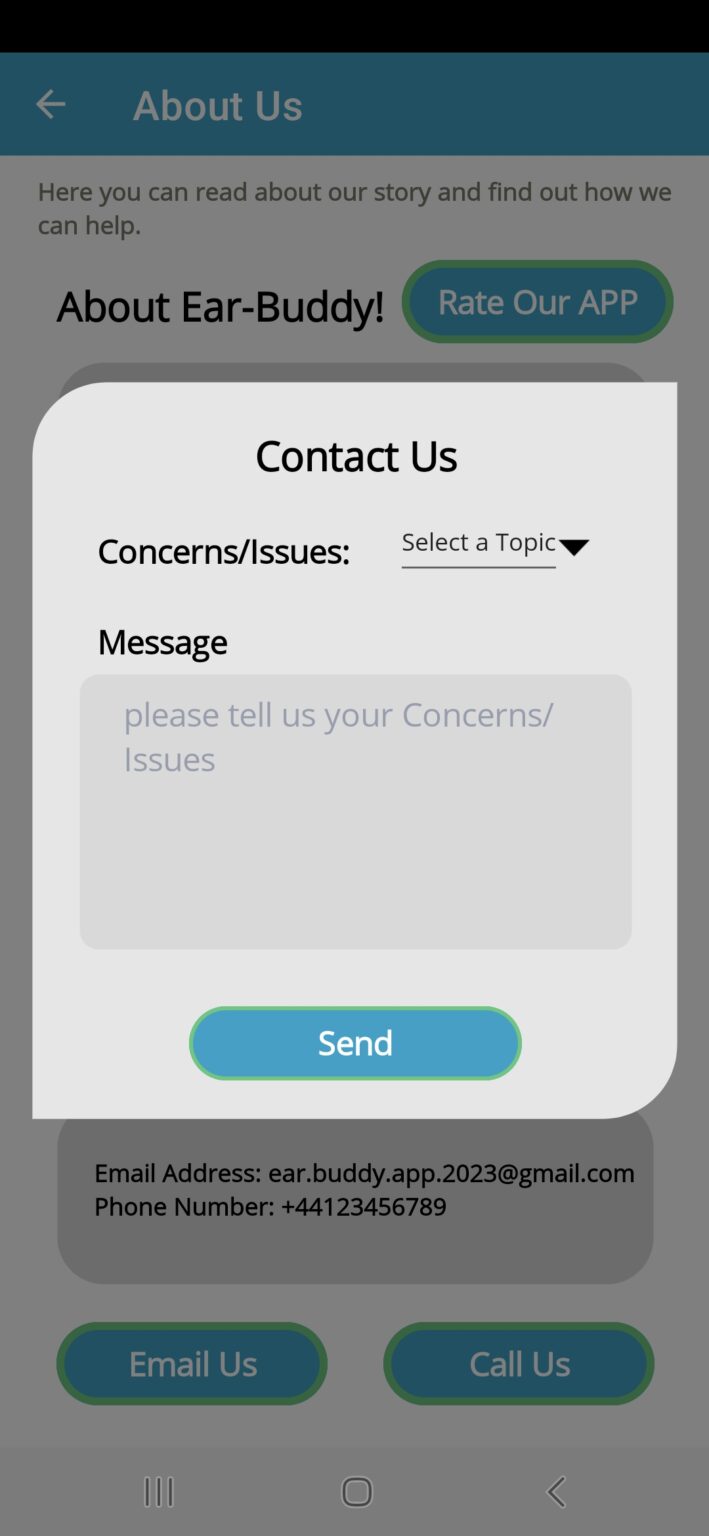 About Us
Here you can read about our story and find out how we
can help.
About Ear-Buddy!
Rate Our APP
Contact Us
Concerns/Issues:
Select a Topic
Message
please tell us your Concerns/
Issues
Send
Email Address: ear.buddy.app.2023@gmail.com
Phone Number: +44123456789
Email Us
Call Us